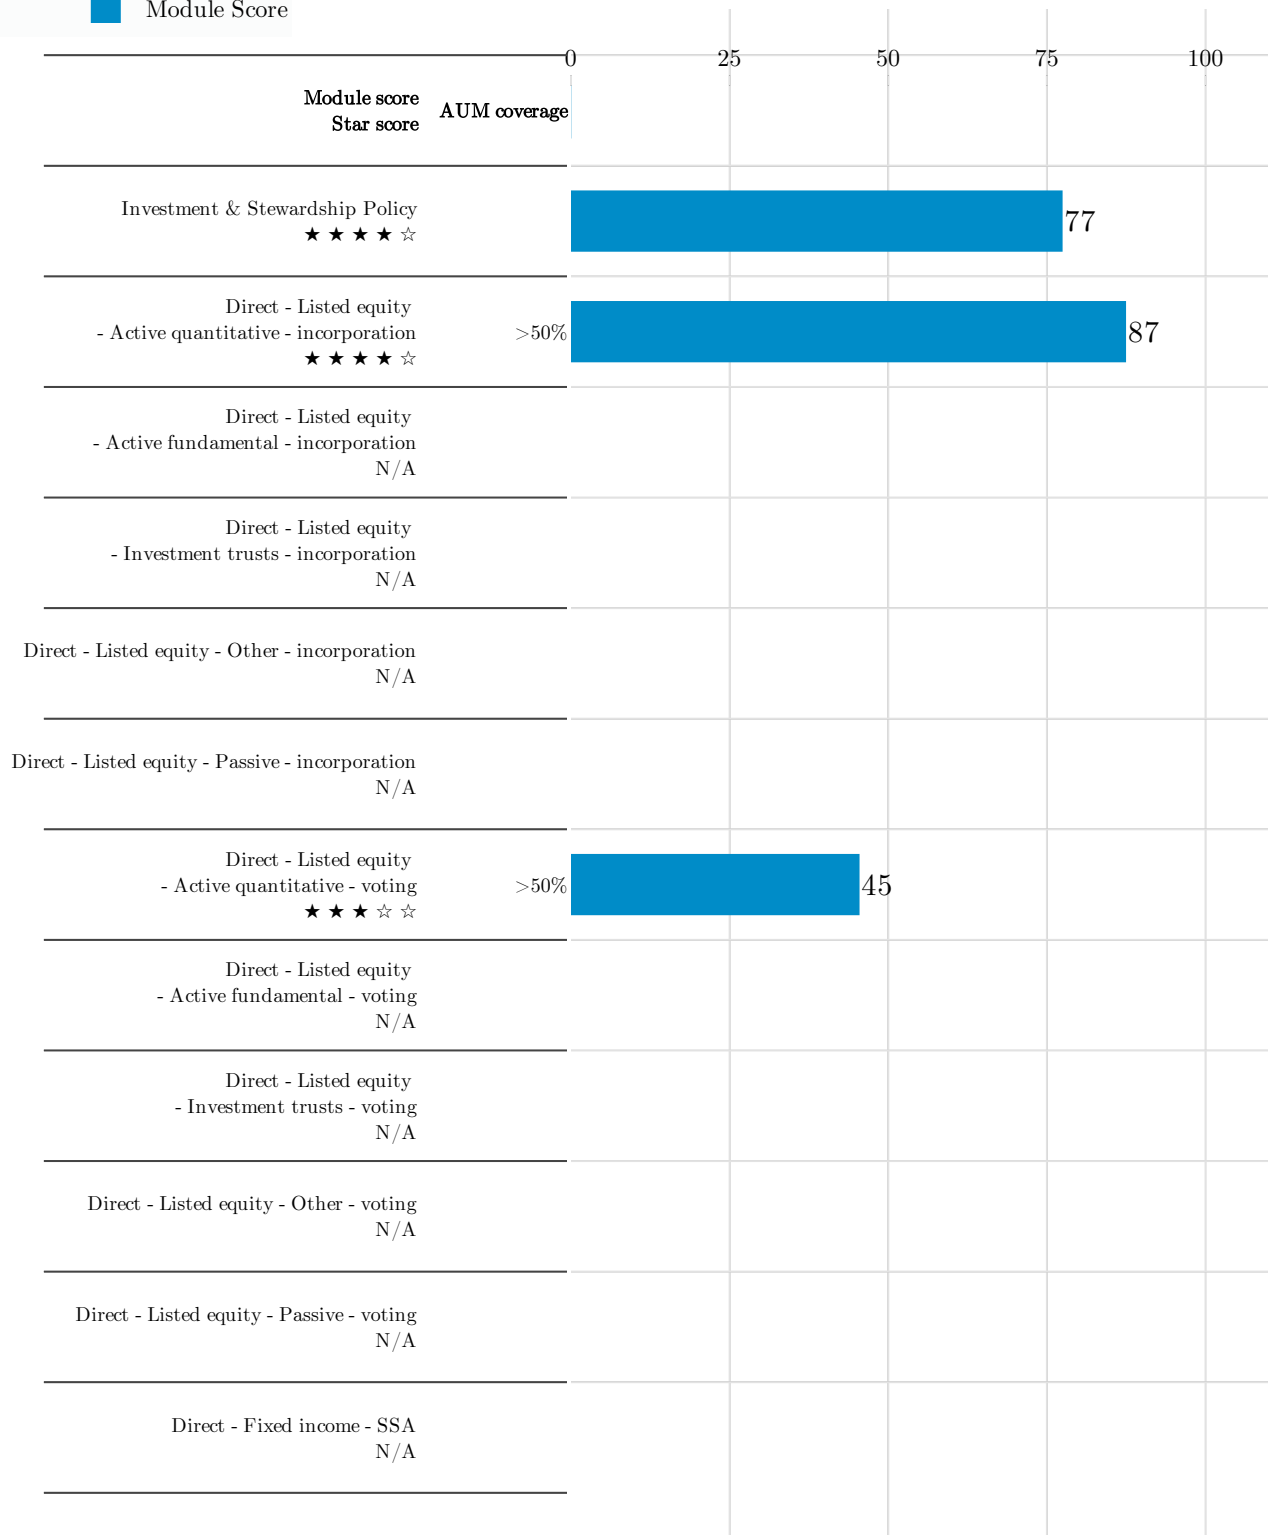 Module Score
0 25 50 75 100
Module score
Star score
AUM coverage
Investment & Stewardship Policy
★ ★ ★ ★ ☆
77
Direct - Listed equity
- Active quantitative - incorporation
★ ★ ★ ★ ☆
>50%
87
Direct - Listed equity
- Active fundamental - incorporation
N/A
Direct - Listed equity
- Investment trusts - incorporation
N/A
Direct - Listed equity - Other - incorporation
N/A
Direct - Listed equity - Passive - incorporation
N/A
Direct - Listed equity
- Active quantitative - voting
★ ★ ★ ☆ ☆
>50%
45
Direct - Listed equity
- Active fundamental - voting
N/A
Direct - Listed equity
- Investment trusts - voting
N/A
Direct - Listed equity - Other - voting
N/A
Direct - Listed equity - Passive - voting
N/A
Direct - Fixed income - SSA
N/A